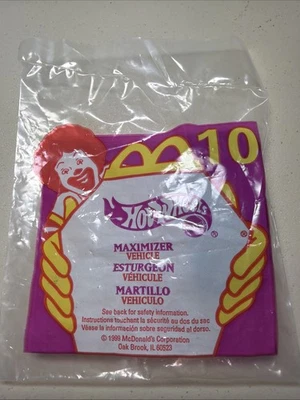 10
Hot Wheels ®
MAXIMIZER
VEHICLE
ESTURGEON
VÉHICULE
MARTILLO
VEHICULO
See back for safety information.
Instructions touchant la sécurité au dos du sac
Véase la información sobre seguridad al dorso.
© 1999 McDonald's Corporation
Oak Brook, IL 60523